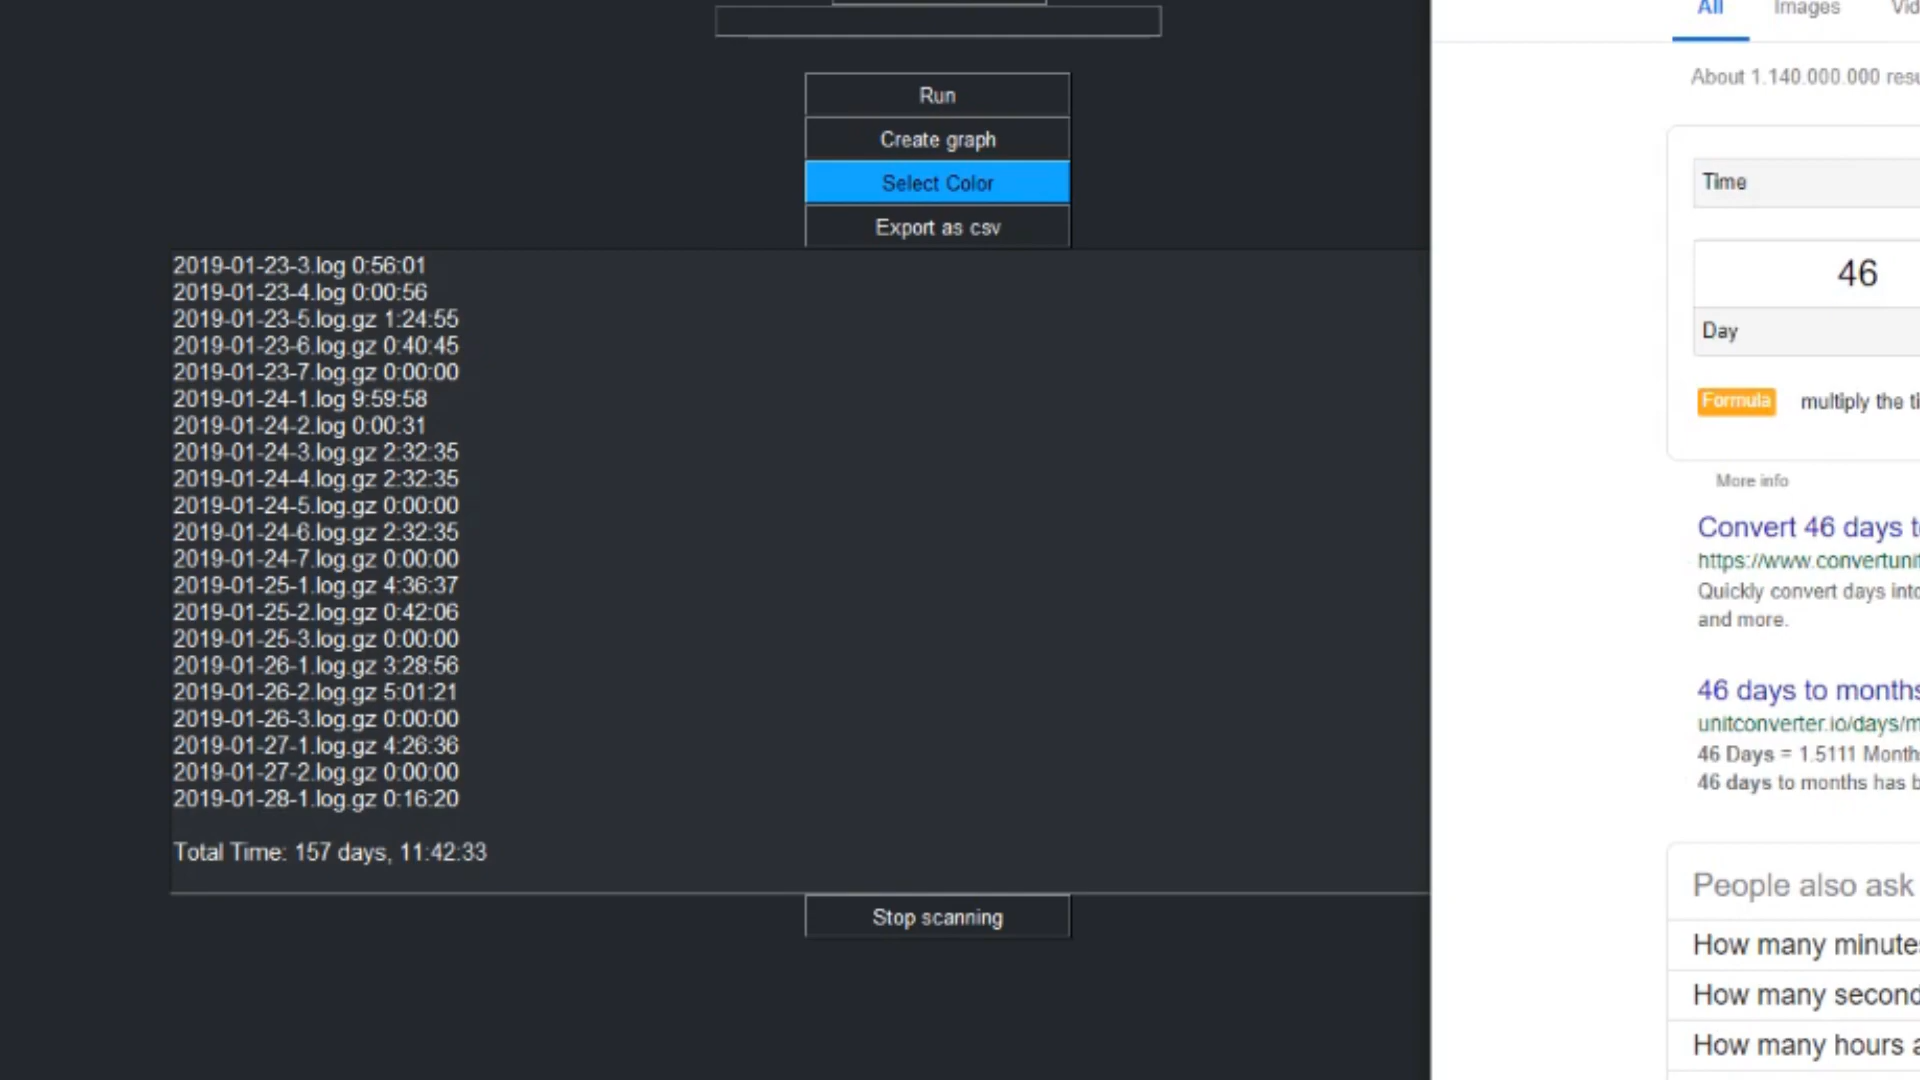 Run
Create graph
Select Color
Export as csv
2019-01-23-3.log 0:56:01
2019-01-23-4.log 0:00:56
2019-01-23-5.log.gz 1:24:55
2019-01-23-6.log.gz 0:40:45
2019-01-23-7.log.gz 0:00:00
2019-01-24-1.log 9:59:58
2019-01-24-2.log 0:00:31
2019-01-24-3.log.gz 2:32:35
2019-01-24-4.log.gz 2:32:35
2019-01-24-5.log.gz 0:00:00
2019-01-24-6.log.gz 2:32:35
2019-01-24-7.log.gz 0:00:00
2019-01-25-1.log.gz 4:36:37
2019-01-25-2.log.gz 0:42:06
2019-01-25-3.log.gz 0:00:00
2019-01-26-1.log.gz 3:28:56
2019-01-26-2.log.gz 5:01:21
2019-01-26-3.log.gz 0:00:00
2019-01-27-1.log.gz 4:26:36
2019-01-27-2.log.gz 0:00:00
2019-01-28-1.log.gz 0:16:20
Total Time: 157 days, 11:42:33
Stop scanning
All Images Vid
About 1.140.000.000 resu
Time
46
Day
Formula multiply the ti
More info
Convert 46 days t
https://www.convertuni
Quickly convert days into
and more.
46 days to months
unitconverter.io/days/m
46 Days = 1.5111 Month
46 days to months has b
People also ask
How many minute
How many second
How many hours a